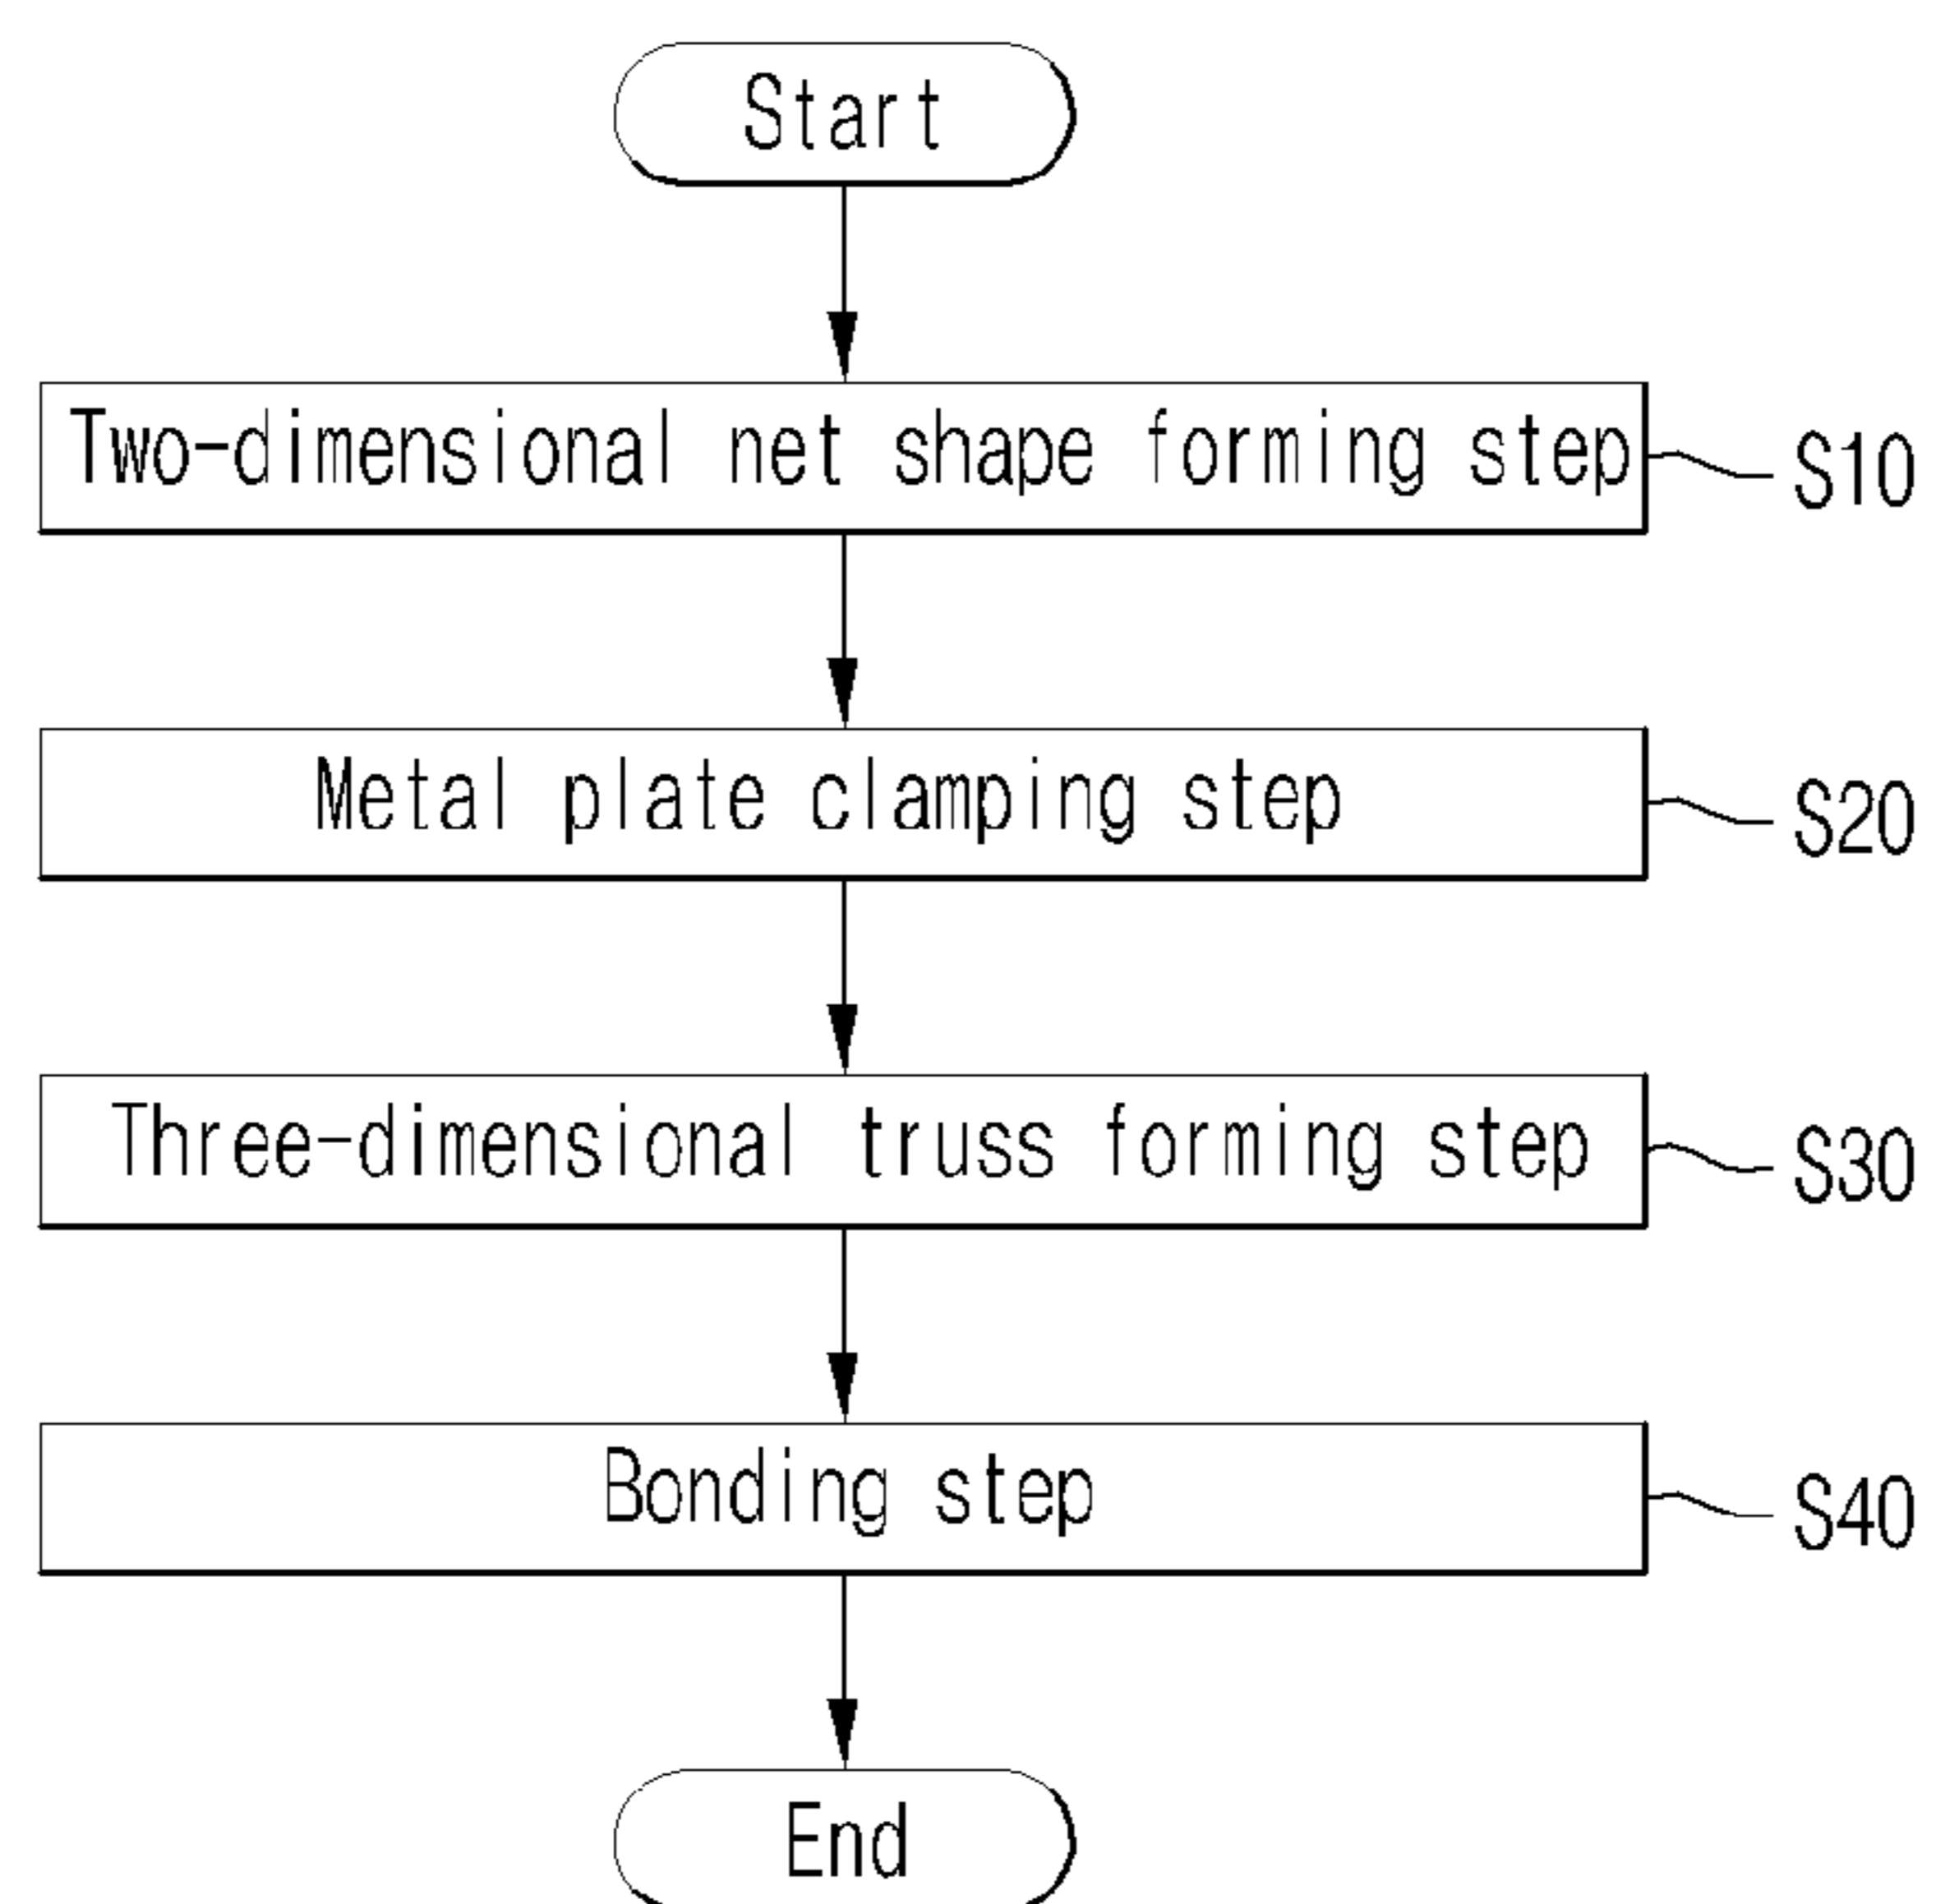 Start
Two-dimensional net shape forming step
S10
Metal plate clamping step
S20
Three-dimensional truss forming step
S30
Bonding step
S40
End